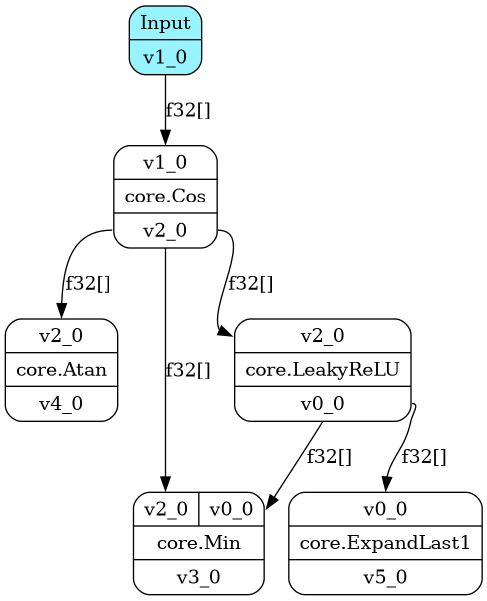 Input
v1_0
f32[]
v1_0
core.Cos
v2_0
f32[]
f32[]
v2_0
core.Atan
v4_0
f32[]
v2_0
core.LeakyReLU
v0_0
f32[]
f32[]
v2_0 v0_0
core.Min
v3_0
v0_0
core.ExpandLast1
v5_0